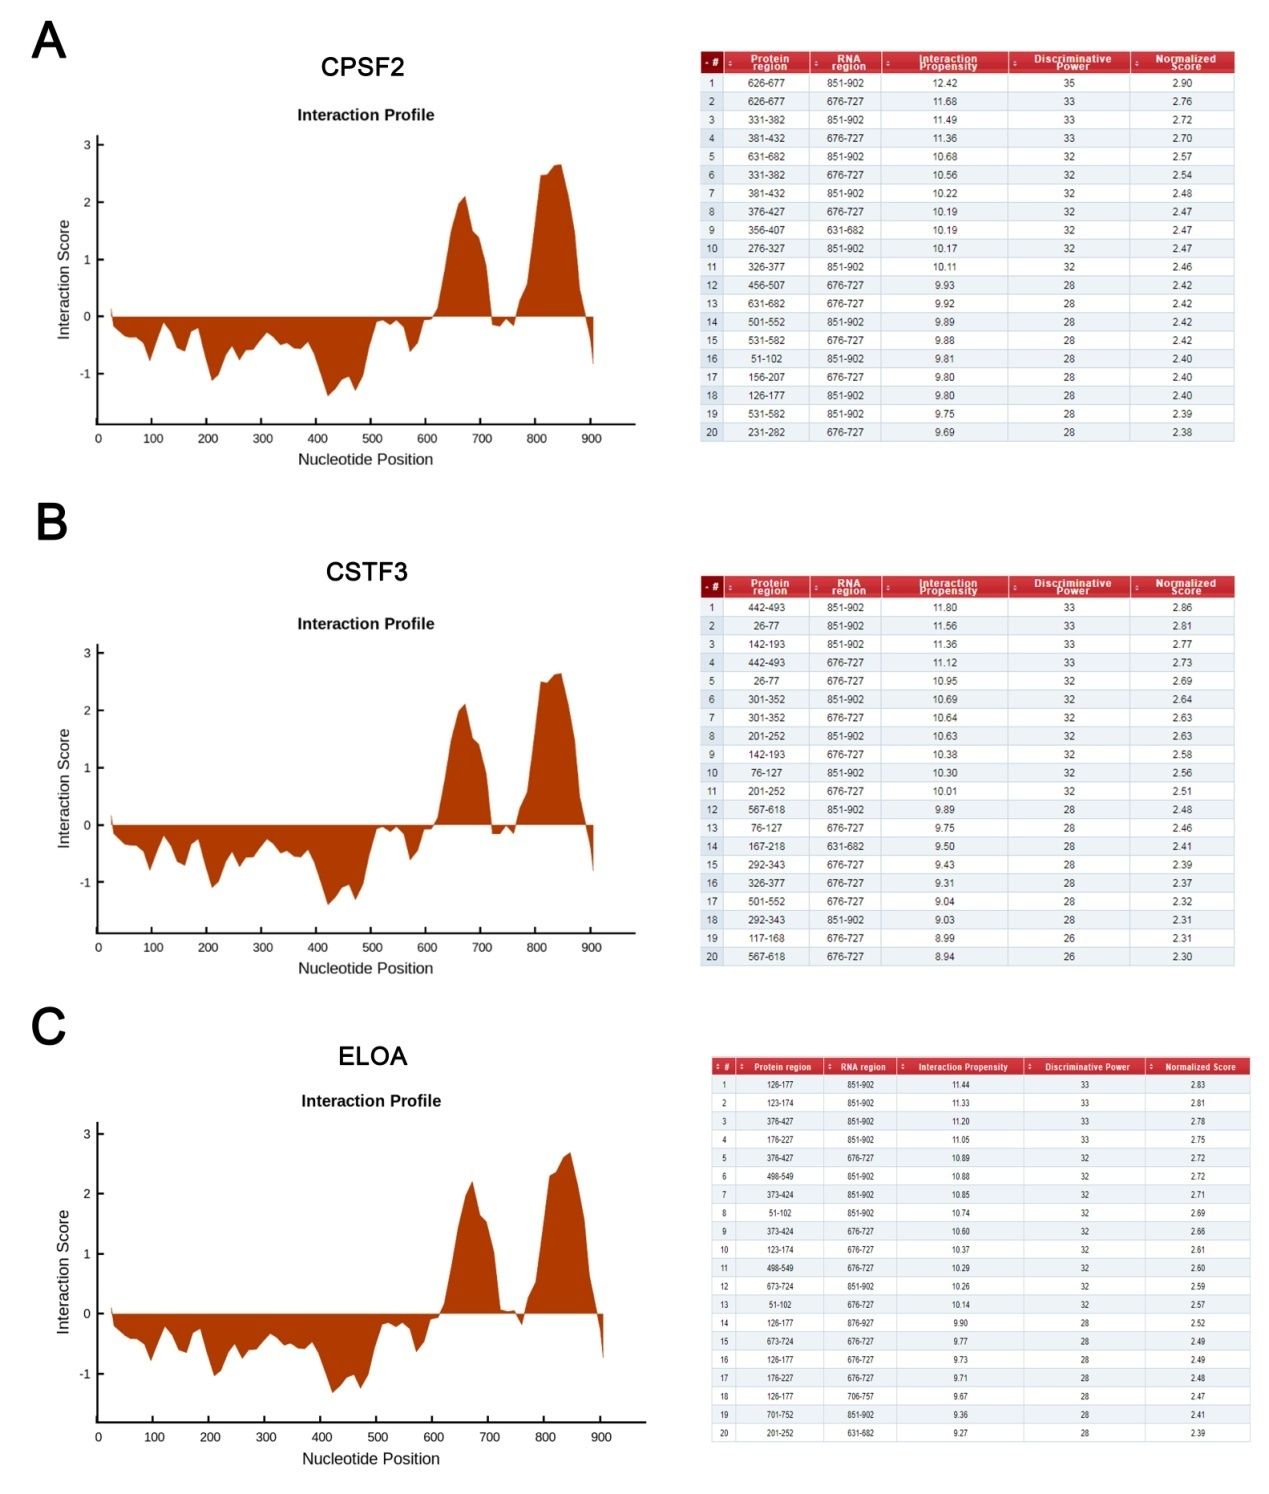 A
CPSF2
Interaction Profile
3
2
1
0
-1
Interaction Score
0 100 200 300 400 500 600 700 800 900
Nucleotide Position
- # Protein region RNA region Interaction Propensity Discriminative Power Normalized Score
1 626-677 851-902 12.42 35 2.90
2 626-677 676-727 11.68 33 2.76
3 331-382 851-902 11.49 33 2.72
4 381-432 676-727 11.36 33 2.70
5 631-682 851-902 10.68 32 2.57
6 331-382 676-727 10.56 32 2.54
7 381-432 851-902 10.22 32 2.48
8 376-427 676-727 10.19 32 2.47
9 356-407 631-682 10.19 32 2.47
10 276-327 851-902 10.17 32 2.47
11 326-377 851-902 10.11 32 2.46
12 456-507 676-727 9.93 28 2.42
13 631-682 676-727 9.92 28 2.42
14 501-552 851-902 9.89 28 2.42
15 531-582 676-727 9.88 28 2.42
16 51-102 851-902 9.81 28 2.40
17 156-207 676-727 9.80 28 2.40
18 126-177 851-902 9.80 28 2.40
19 531-582 851-902 9.75 28 2.39
20 231-282 676-727 9.69 28 2.38
B
CSTF3
Interaction Profile
3
2
1
0
-1
Interaction Score
0 100 200 300 400 500 600 700 800 900
Nucleotide Position
- # Protein region RNA region Interaction Propensity Discriminative Power Normalized Score
1 442-493 851-902 11.80 33 2.86
2 26-77 851-902 11.56 33 2.81
3 142-193 851-902 11.36 33 2.77
4 442-493 676-727 11.12 33 2.73
5 26-77 676-727 10.95 32 2.69
6 301-352 851-902 10.69 32 2.64
7 301-352 676-727 10.64 32 2.63
8 201-252 851-902 10.63 32 2.63
9 142-193 676-727 10.38 32 2.58
10 76-127 851-902 10.30 32 2.56
11 201-252 676-727 10.01 32 2.51
12 567-618 851-902 9.89 28 2.48
13 76-127 676-727 9.75 28 2.46
14 167-218 631-682 9.50 28 2.41
15 292-343 676-727 9.43 28 2.39
16 326-377 676-727 9.31 28 2.37
17 501-552 676-727 9.04 28 2.32
18 292-343 851-902 9.03 28 2.31
19 117-168 676-727 8.99 26 2.31
20 567-618 676-727 8.94 26 2.30
C
ELOA
Interaction Profile
3
2
1
0
-1
Interaction Score
0 100 200 300 400 500 600 700 800 900
Nucleotide Position
# Protein region RNA region Interaction Propensity Discriminative Power Normalized Score
1 126-177 851-902 11.44 33 2.83
2 123-174 851-902 11.33 33 2.81
3 376-427 851-902 11.20 33 2.78
4 176-227 851-902 11.05 33 2.75
5 376-427 676-727 10.89 32 2.72
6 498-549 851-902 10.88 32 2.72
7 373-424 851-902 10.85 32 2.71
8 51-102 851-902 10.74 32 2.69
9 373-424 676-727 10.60 32 2.66
10 123-174 676-727 10.37 32 2.61
11 498-549 676-727 10.29 32 2.60
12 673-724 851-902 10.26 32 2.59
13 51-102 676-727 10.14 32 2.57
14 126-177 876-927 9.90 28 2.52
15 673-724 676-727 9.77 28 2.49
16 126-177 676-727 9.73 28 2.49
17 176-227 676-727 9.71 28 2.48
18 126-177 706-757 9.67 28 2.47
19 701-752 851-902 9.36 28 2.41
20 201-252 631-682 9.27 28 2.39